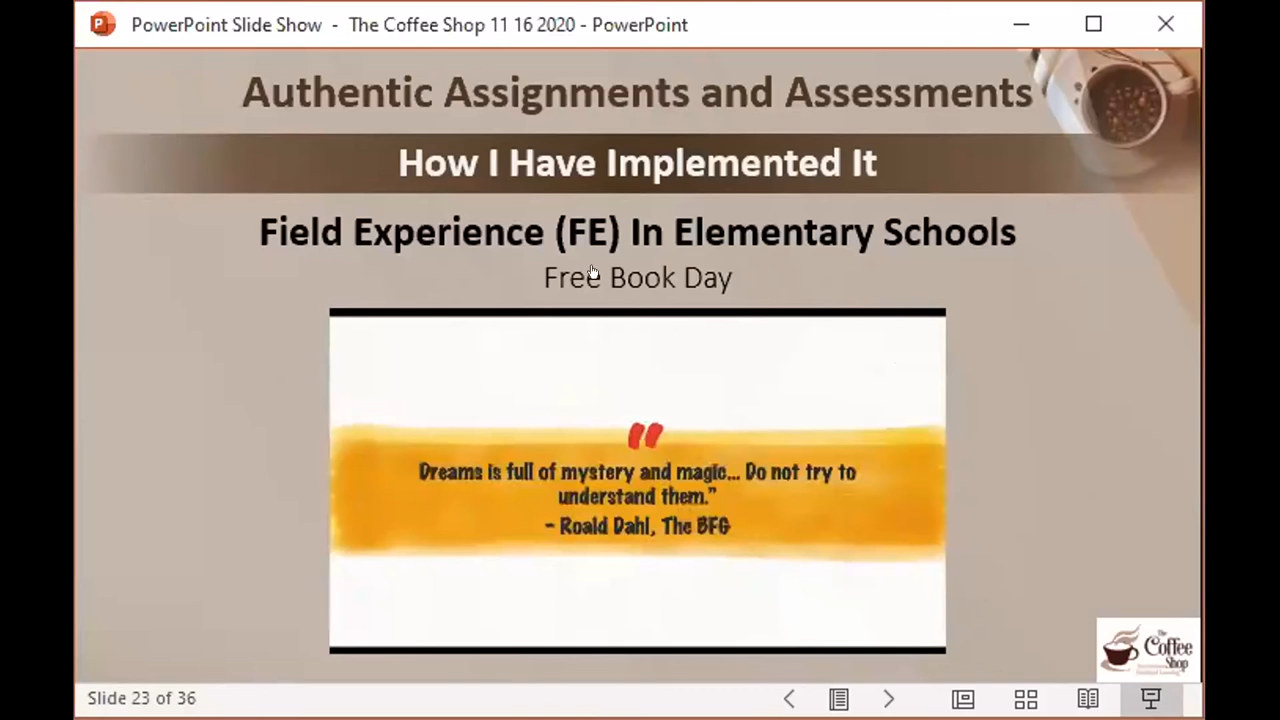 PowerPoint Slide Show - The Coffee Shop 11 16 2020 - PowerPoint
Authentic Assignments and Assessments
How I Have Implemented It
Field Experience (FE) In Elementary Schools
Free Book Day
"
Dreams is full of mystery and magic... Do not try to
understand them."
- Roald Dahl, The BFG
The
Coffee
Shop
Slide 23 of 36